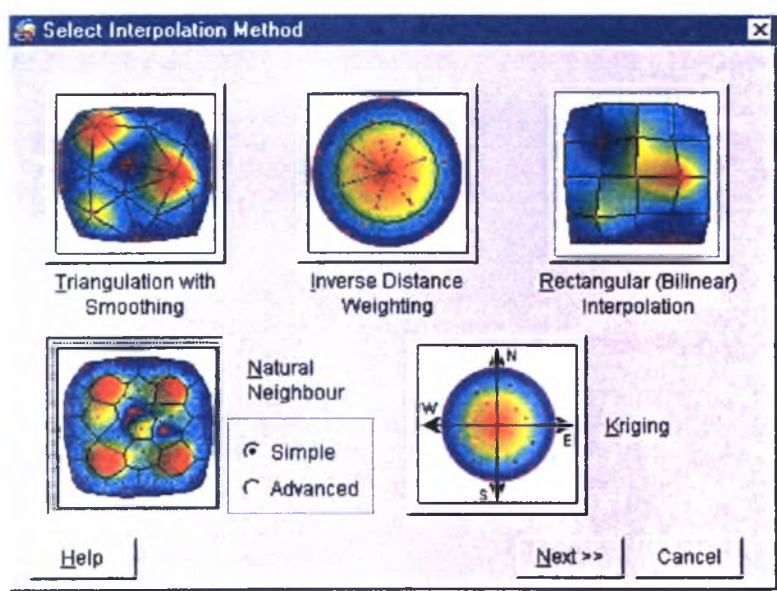 Select Interpolation Method
Triangulation with
Smoothing
Inverse Distance
Weighting
Rectangular (Bilinear)
Interpolation
Natural
Neighbour
Simple
Advanced
N
W
E
S
Kriging
Help
Next >>
Cancel